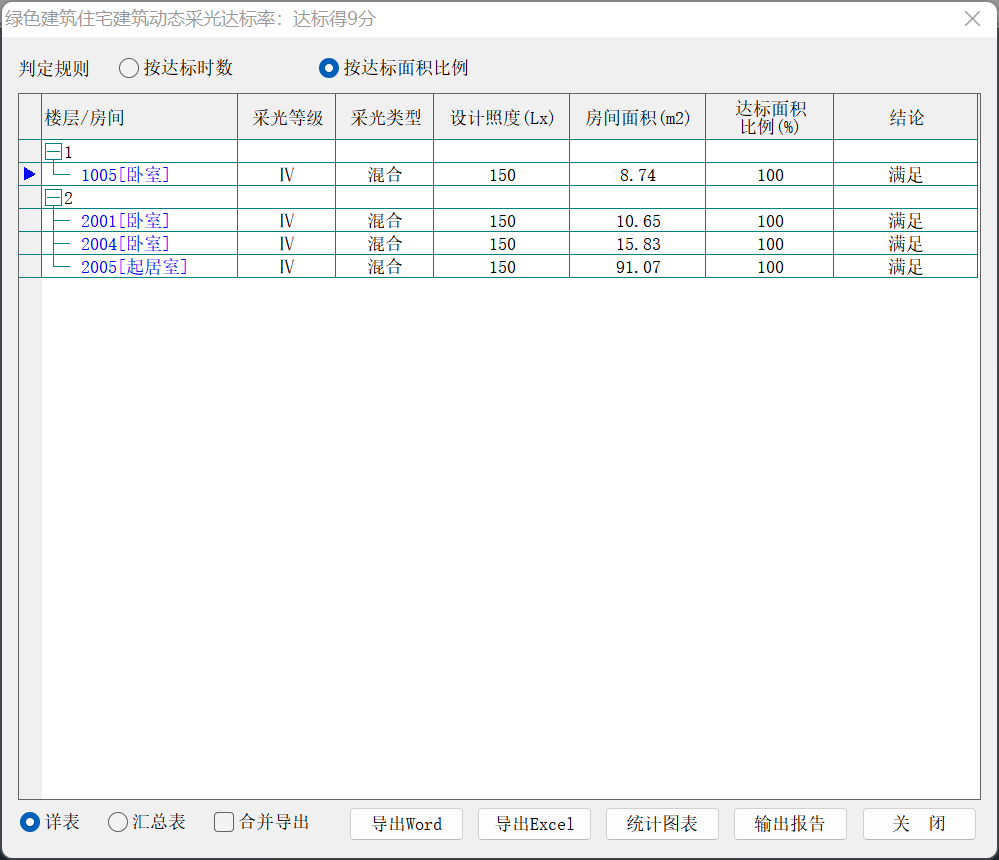 绿色建筑住宅建筑动态采光达标率：达标得9分
判定规则 按达标时数 按达标面积比例
楼层/房间 采光等级 采光类型 设计照度(Lx) 房间面积(m2) 达标面积比例(%) 结论
1
1005[卧室] Ⅳ 混合 150 8.74 100 满足
2
2001[卧室] Ⅳ 混合 150 10.65 100 满足
2004[卧室] Ⅳ 混合 150 15.83 100 满足
2005[起居室] Ⅳ 混合 150 91.07 100 满足
详表 汇总表 合并导出 导出Word 导出Excel 统计图表 输出报告 关 闭